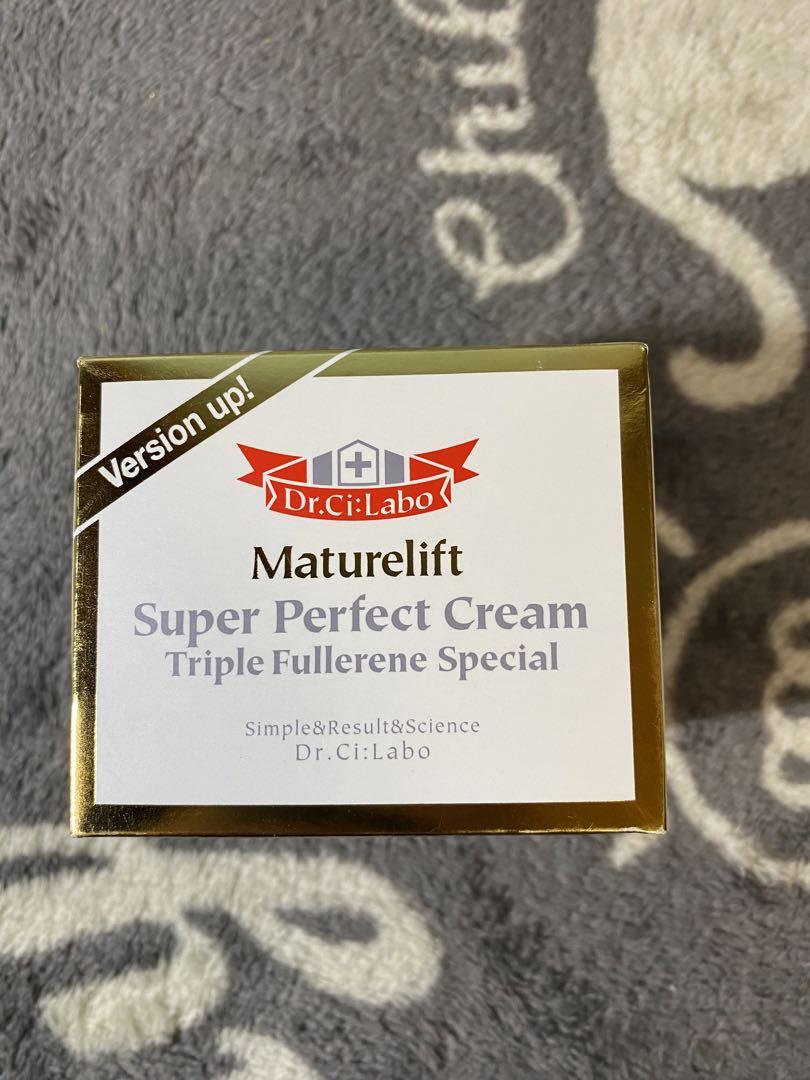 Version up!
Dr.Ci:Labo
Maturelift
Super Perfect Cream
Triple Fullerene Special
Simple&Result&Science
Dr.Ci:Labo